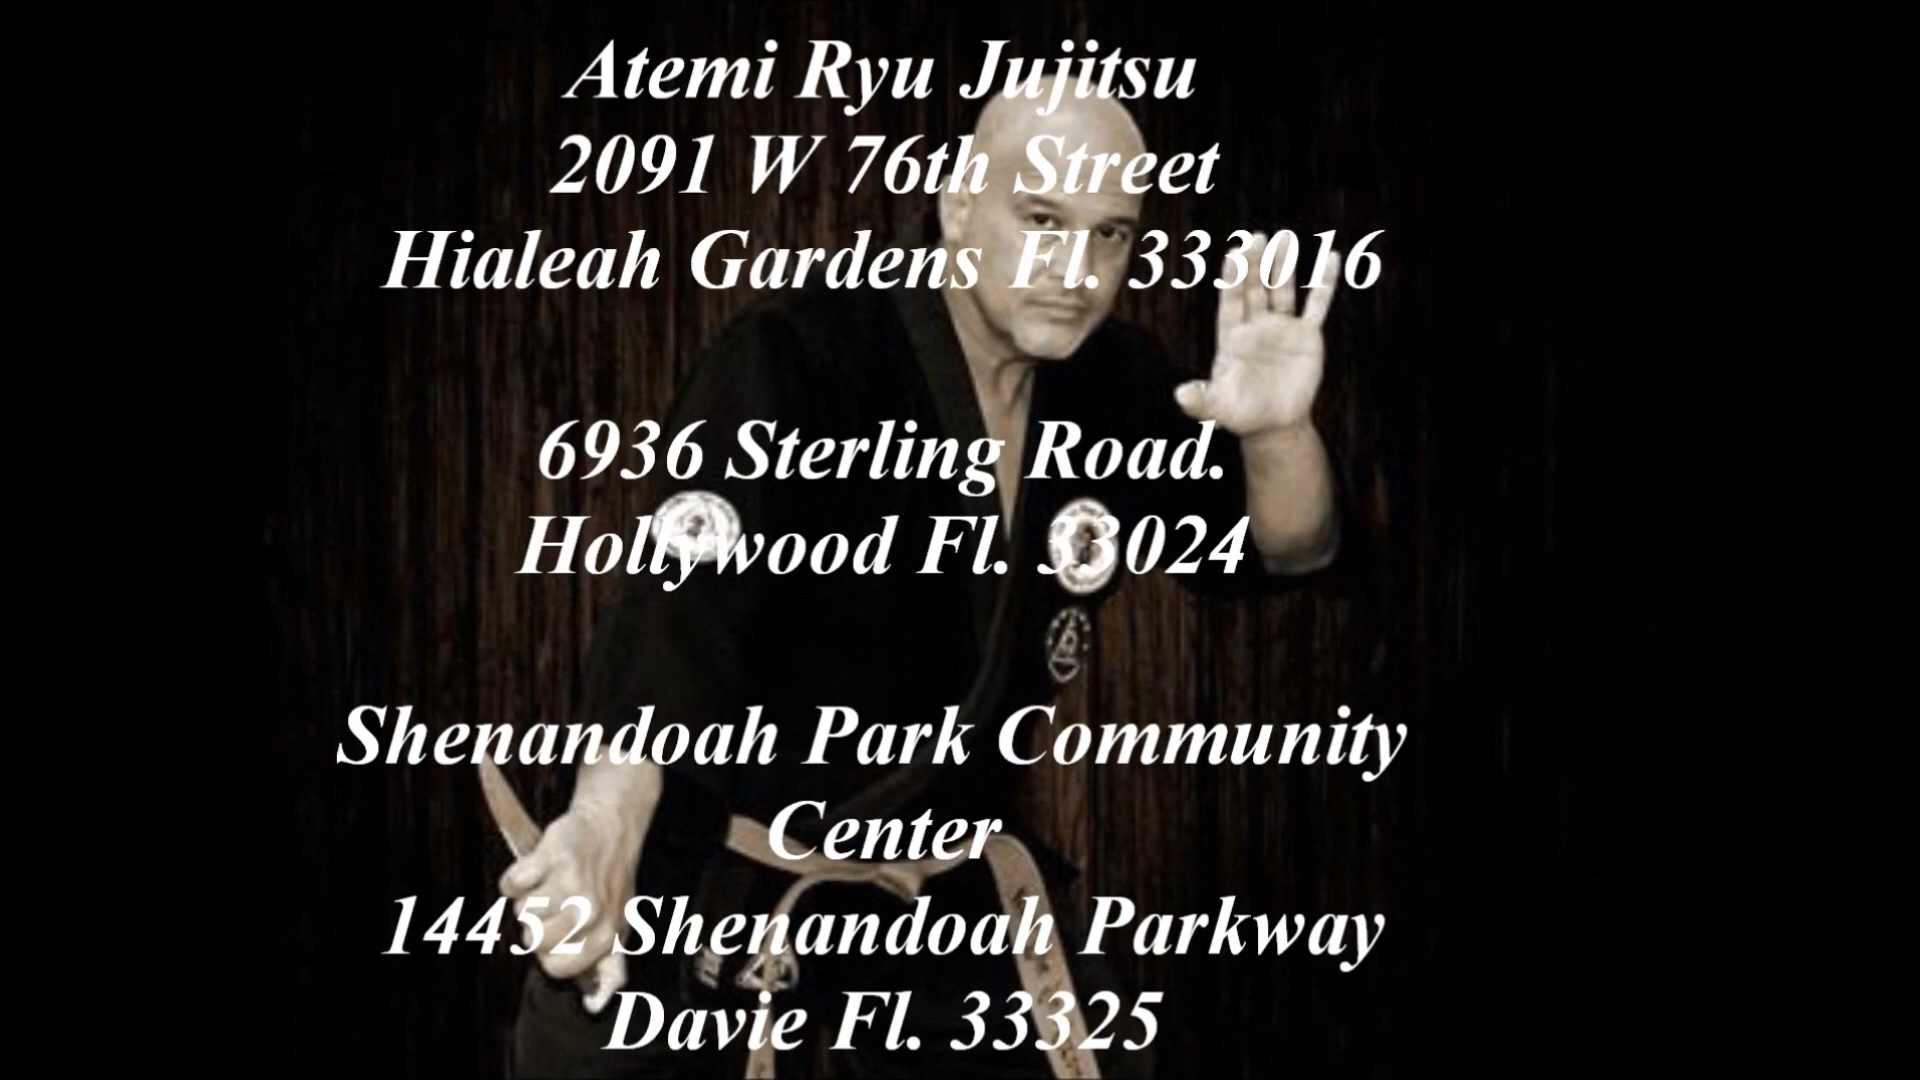 Atemi Ryu Jujitsu
2091 W 76th Street
Hialeah Gardens Fl. 333016
6936 Sterling Road.
Hollywood Fl. 33024
Shenandoah Park Community
Center
14452 Shenandoah Parkway
Davie Fl. 33325